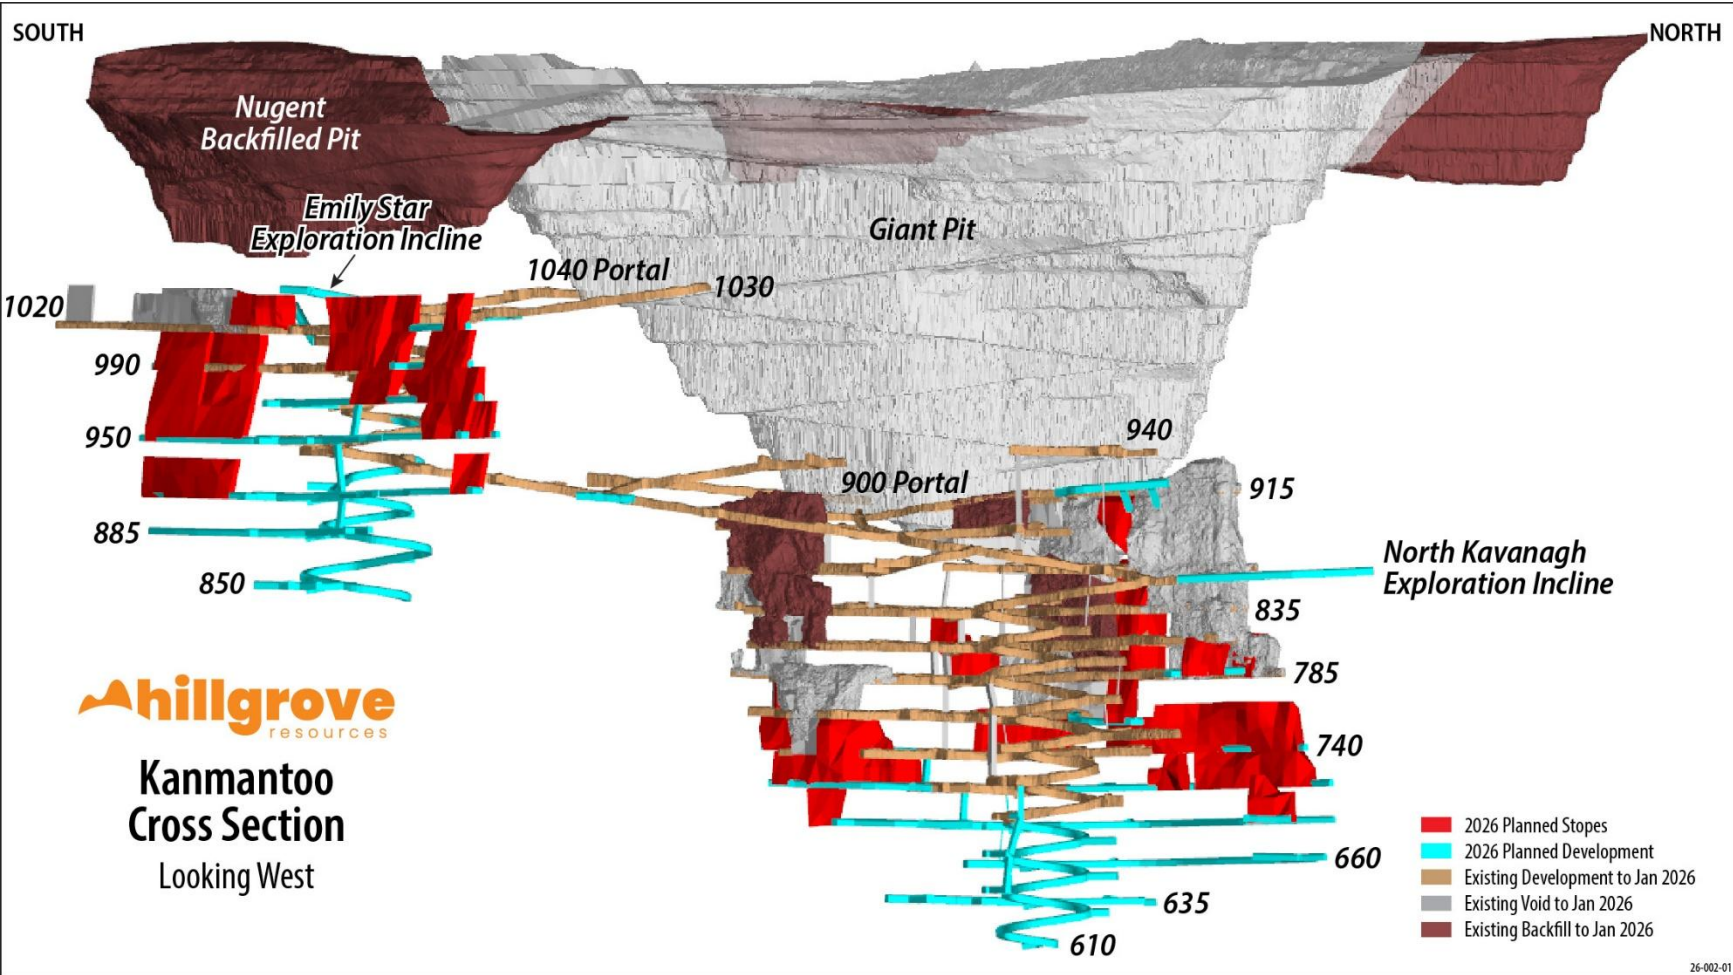 SOUTH
NORTH
Nugent
Backfilled Pit
Emily Star
Exploration Incline
Giant Pit
1040 Portal
1030
1020
990
950
940
900 Portal
915
885
850
North Kavanagh
Exploration Incline
835
785
740
660
635
610
hillgrove
resources
Kanmantoo
Cross Section
Looking West
2026 Planned Stopes
2026 Planned Development
Existing Development to Jan 2026
Existing Void to Jan 2026
Existing Backfill to Jan 2026
26-002-01